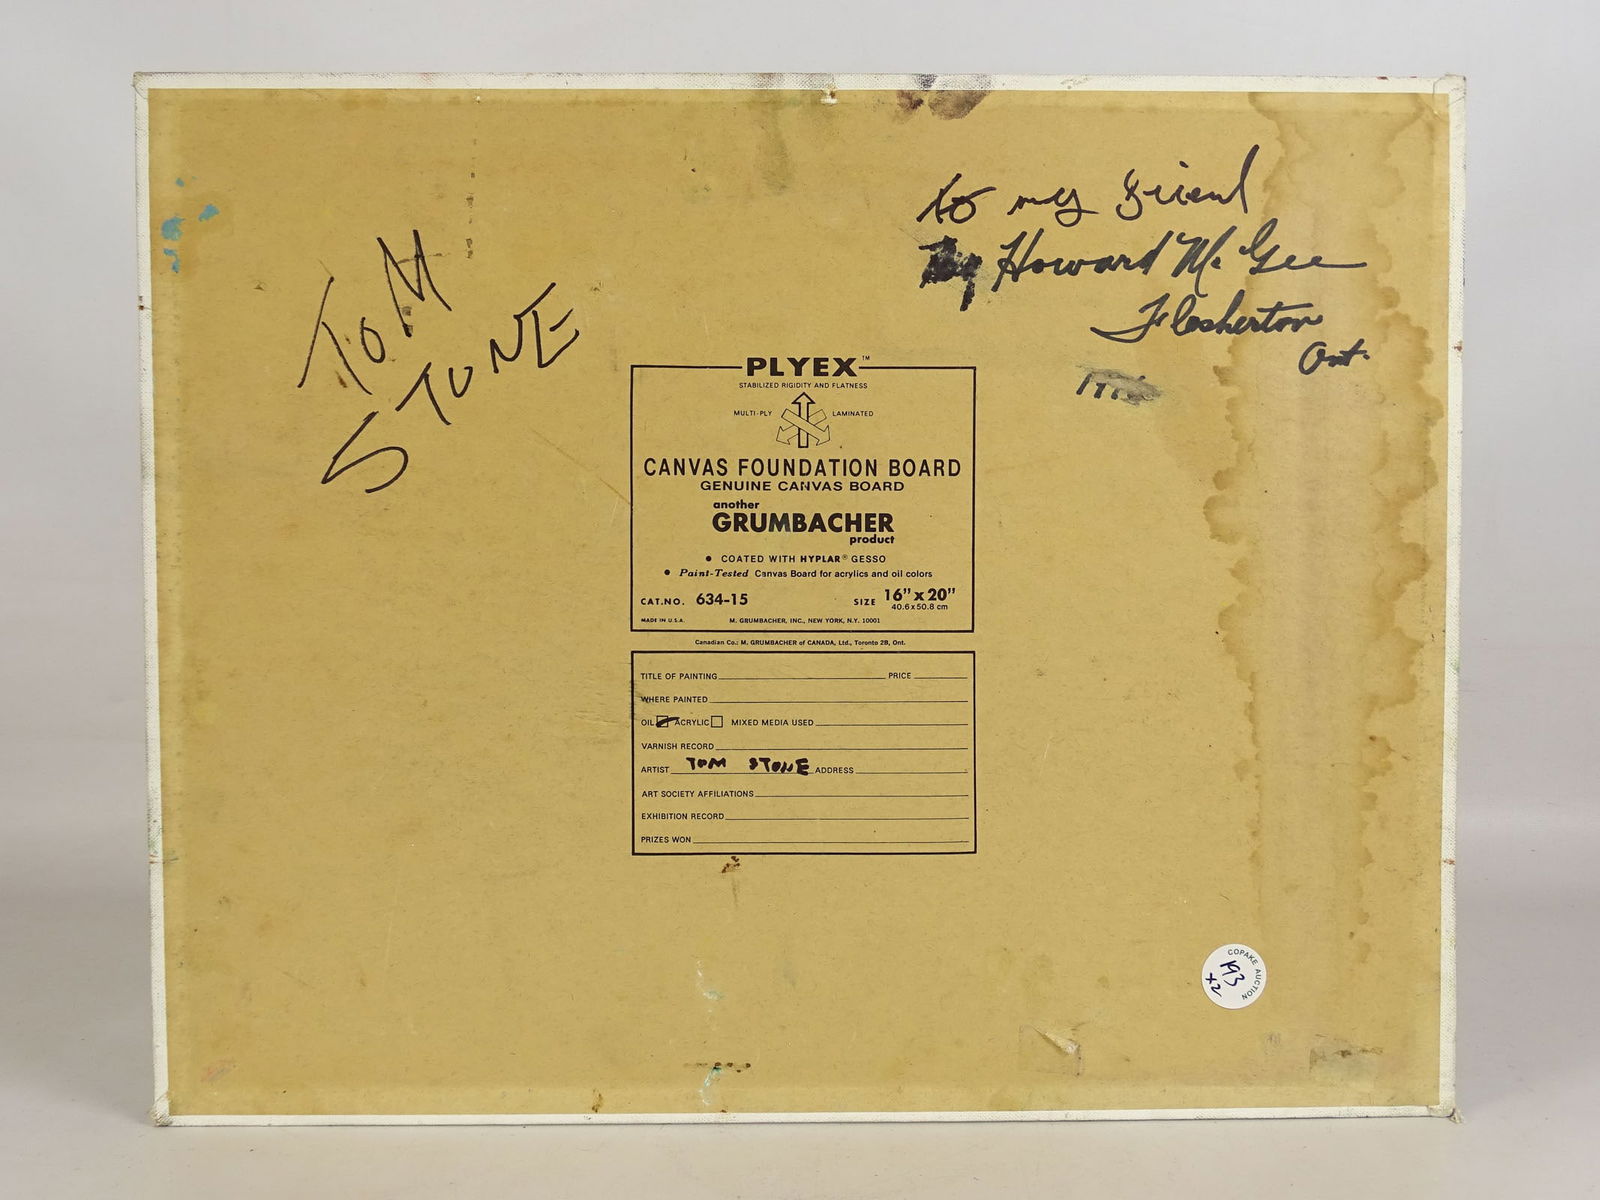 TOM
STONE
to my friend
By Howard McGee
Flesherton
Ont.
PLYEX™
STABILIZED RIGIDITY AND FLATNESS
MULTI-PLY LAMINATED
CANVAS FOUNDATION BOARD
GENUINE CANVAS BOARD
another
GRUMBACHER
product
• COATED WITH HYPLAR® GESSO
• Paint-Tested Canvas Board for acrylics and oil colors
CAT.NO. 634-15 SIZE 16" x 20"
40.6 x 50.8 cm
MADE IN U.S.A. M. GRUMBACHER, INC., NEW YORK, N.Y. 10001
Canadian Co.: M. GRUMBACHER of CANADA, Ltd., Toronto 2B, Ont.
TITLE OF PAINTING PRICE
WHERE PAINTED
OIL ACRYLIC MIXED MEDIA USED
VARNISH RECORD
ARTIST TOM STONE ADDRESS
ART SOCIETY AFFILIATIONS
EXHIBITION RECORD
PRIZES WON
COPAKE AUCTION
193
x2